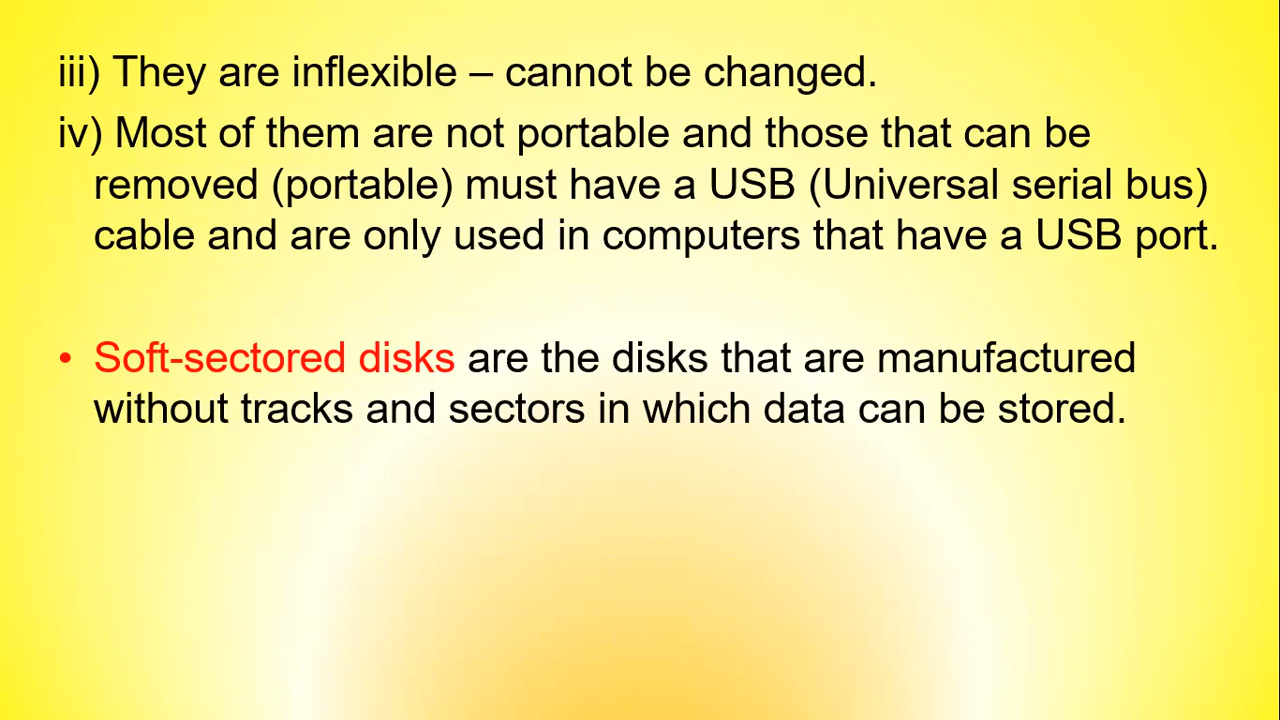 iii) They are inflexible – cannot be changed.
iv) Most of them are not portable and those that can be
removed (portable) must have a USB (Universal serial bus)
cable and are only used in computers that have a USB port.
• Soft-sectored disks are the disks that are manufactured
without tracks and sectors in which data can be stored.